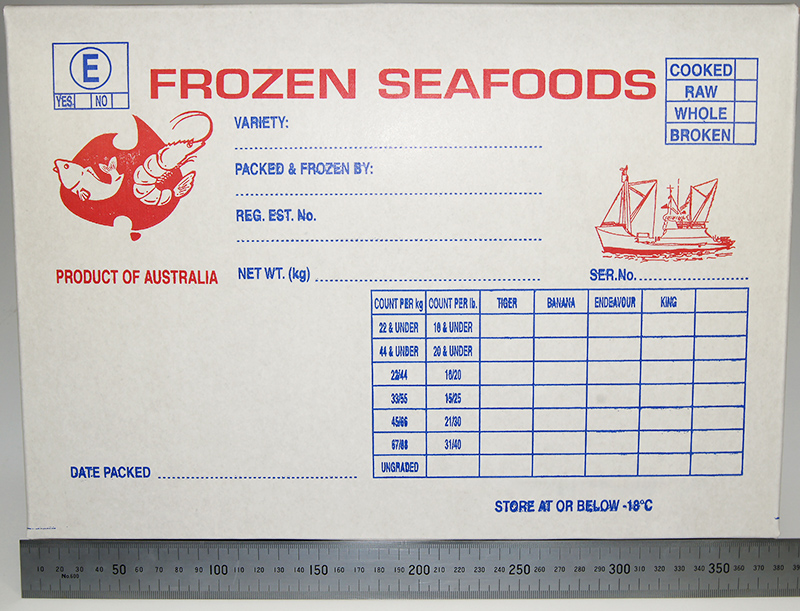 E
YES NO
FROZEN SEAFOODS
COOKED
RAW
WHOLE
BROKEN
VARIETY:
PACKED & FROZEN BY:
REG. EST. No.
PRODUCT OF AUSTRALIA
NET WT. (kg)
SER.No.
COUNT PER kg COUNT PER lb. TIGER BANANA ENDEAVOUR KING
22 & UNDER 10 & UNDER
44 & UNDER 20 & UNDER
22/44 10/20
33/55 15/25
45/66 21/30
67/88 31/40
UNGRADED
DATE PACKED
STORE AT OR BELOW -18°C
10 20 30 40 50 60 70 80 90 100 110 120 130 140 150 160 170 180 190 200 210 220 230 240 250 260 270 280 290 300 310 320 330 340 350 360 370 380
No.600